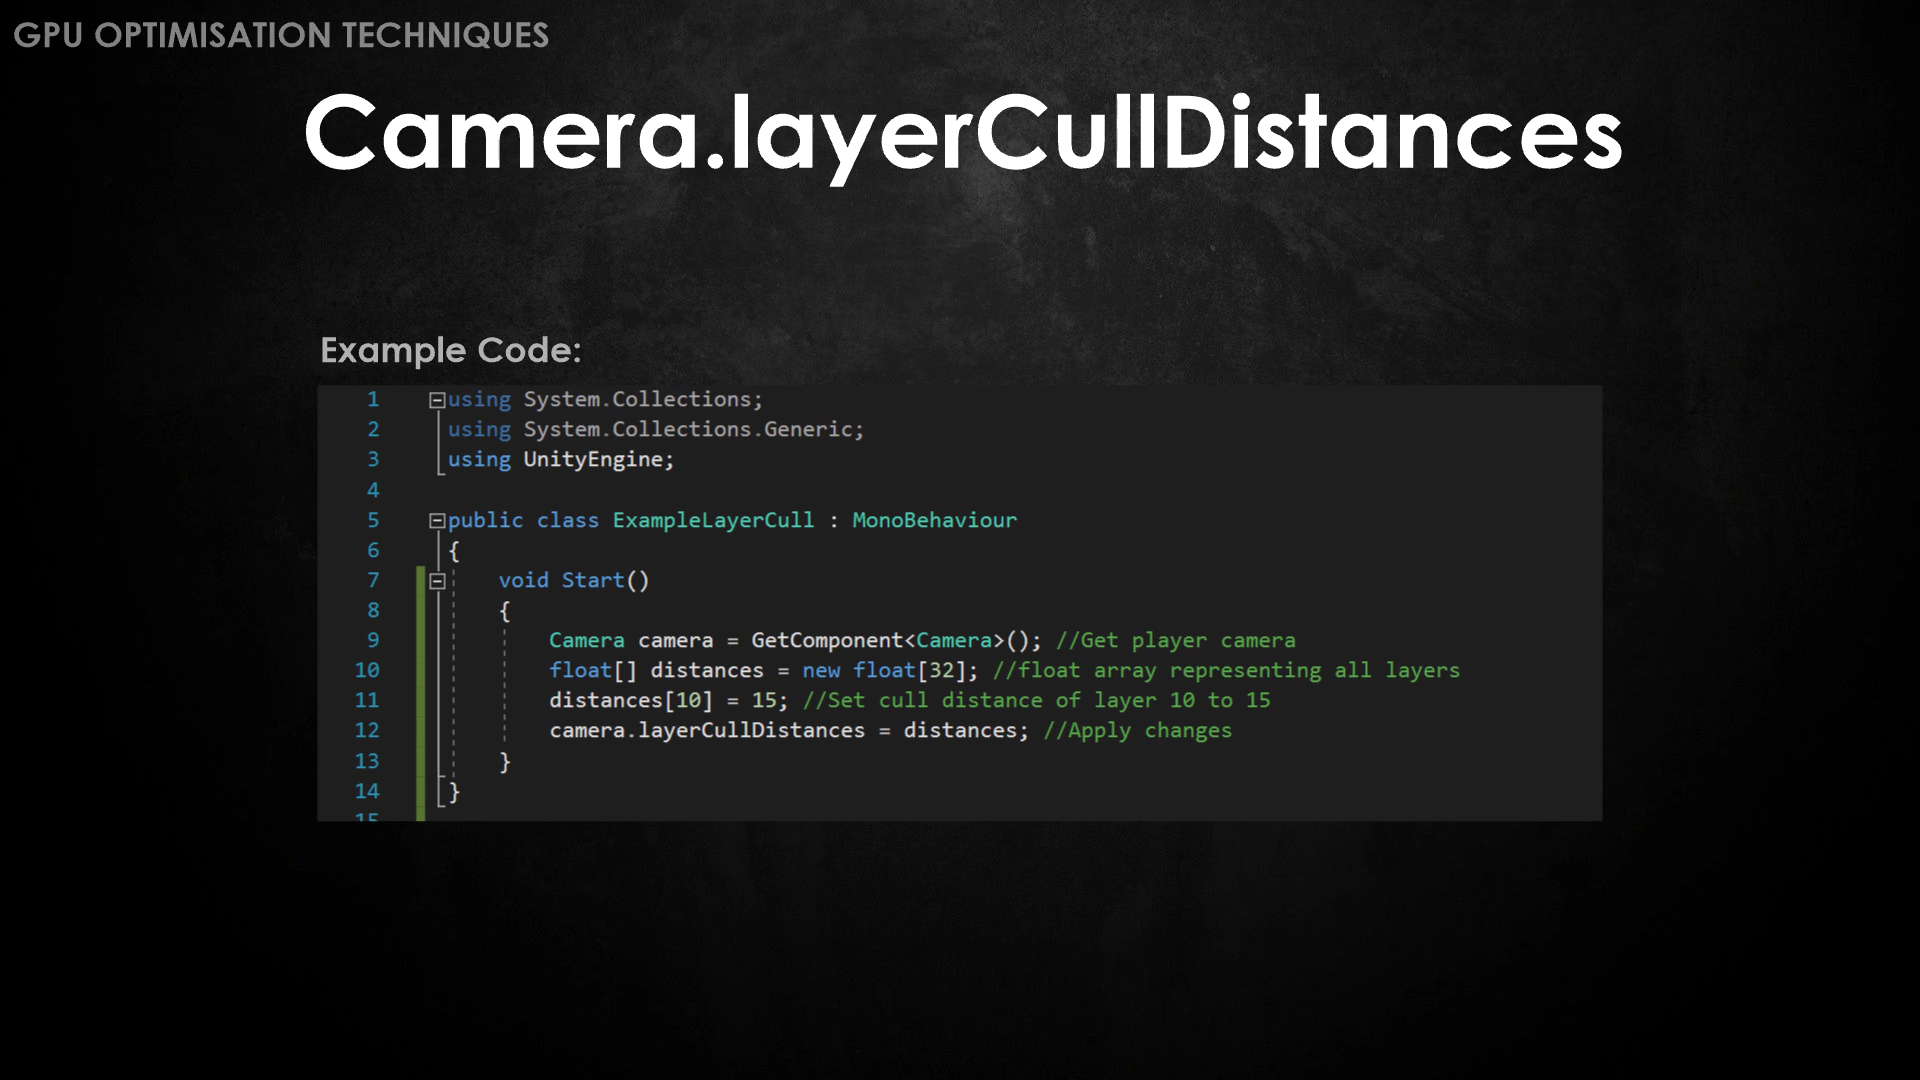 GPU OPTIMISATION TECHNIQUES
Camera.layerCullDistances
Example Code:
1 using System.Collections;
2 using System.Collections.Generic;
3 using UnityEngine;
4
5 public class ExampleLayerCull : MonoBehaviour
6 {
7 void Start()
8 {
9 Camera camera = GetComponent<Camera>(); //Get player camera
10 float[] distances = new float[32]; //float array representing all layers
11 distances[10] = 15; //Set cull distance of layer 10 to 15
12 camera.layerCullDistances = distances; //Apply changes
13 }
14 }
15